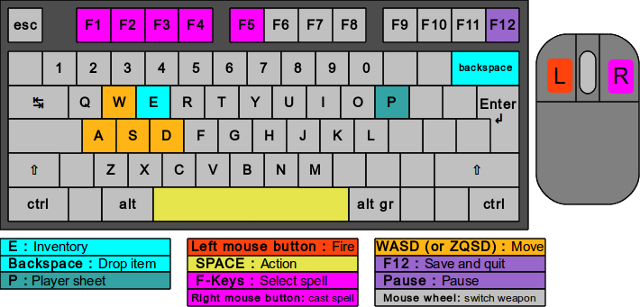 esc F1 F2 F3 F4 F5 F6 F7 F8 F9 F10 F11 F12
1 2 3 4 5 6 7 8 9 0 backspace
↹ Q W E R T Y U I O P Enter ↲
A S D F G H J K L
⇧ Z X C V B N M ⇧
ctrl alt alt gr ctrl
L R
E : Inventory
Backspace : Drop item
P : Player sheet
Left mouse button : Fire
SPACE : Action
F-Keys : Select spell
Right mouse button: cast spell
WASD (or ZQSD) : Move
F12 : Save and quit
Pause : Pause
Mouse wheel: switch weapon